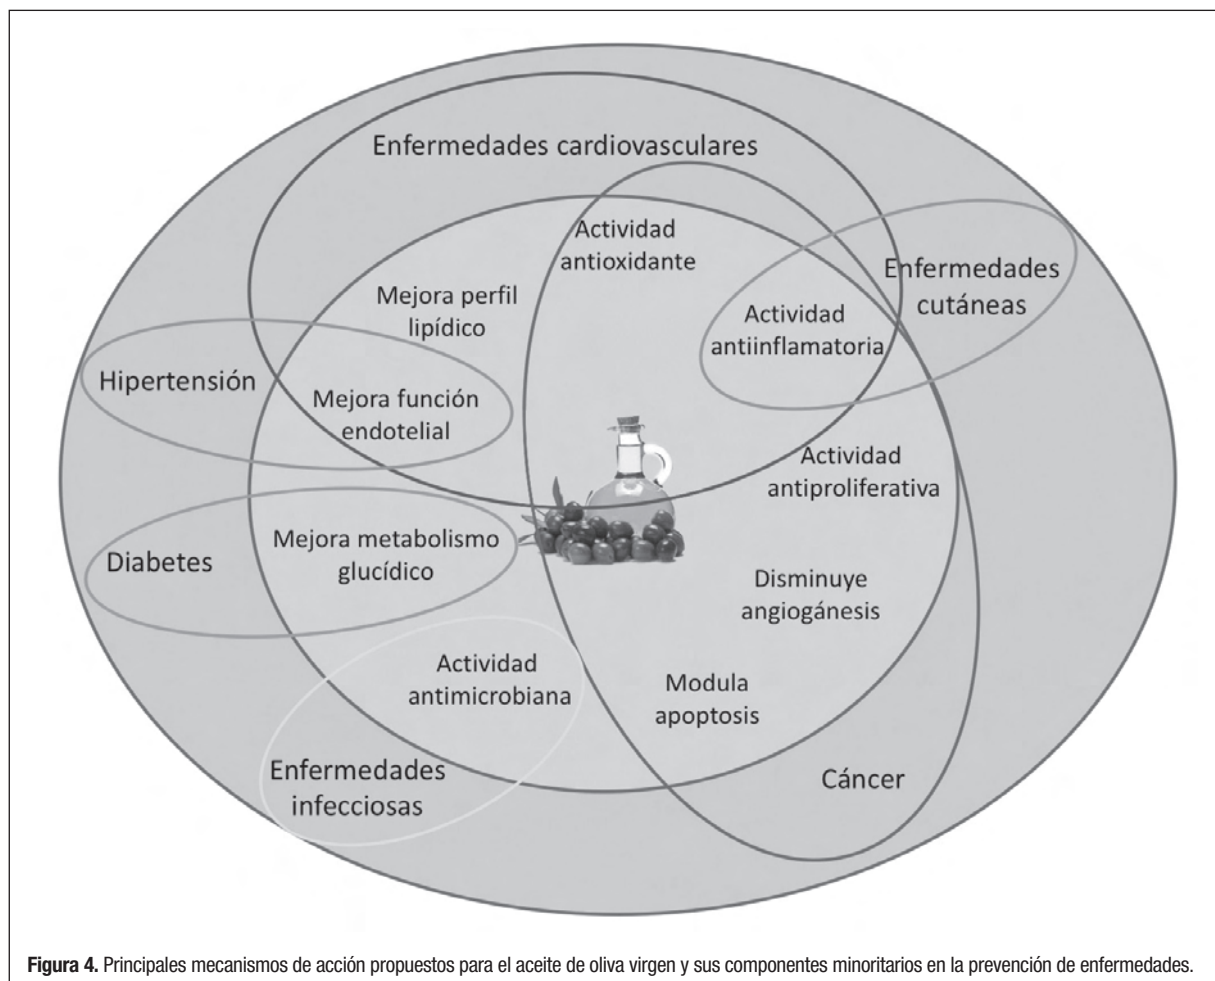 Enfermedades cardiovasculares
Actividad
antioxidante
Enfermedades
cutáneas
Mejora perfil
lipídico
Actividad
antiinflamatoria
Hipertensión
Mejora función
endotelial
Actividad
antiproliferativa
Diabetes
Mejora metabolismo
glucídico
Disminuye
angiogánesis
Actividad
antimicrobiana
Modula
apoptosis
Enfermedades
infecciosas
Cáncer
Figura 4. Principales mecanismos de acción propuestos para el aceite de oliva virgen y sus componentes minoritarios en la prevención de enfermedades.